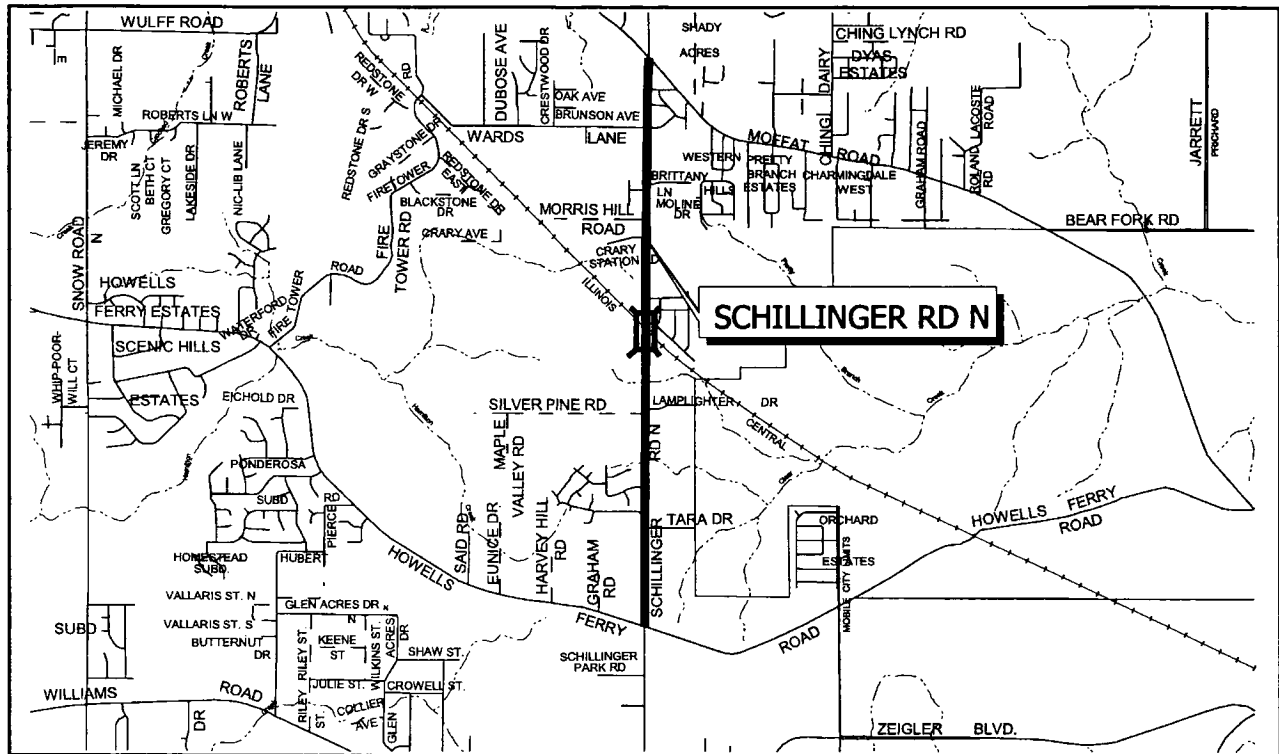 WULFF ROAD
MICHAEL DR
ROBERTS
LANE
ROBERTS LN W
JEREMY
DR
SCOTT LN
BETH CT
GREGORY CT
LAKESIDE DR
NIC-LIB LANE
SNOW ROAD
N
REDSTONE
DR W
RD
REDSTONE DR S
GRAYSTONE DR
FIRETOWER
REDSTONE DR
EAST
BLACKSTONE
DR
CRARY AVE
FIRE
TOWER RD
ROAD
FIRE TOWER
DUBOSE AVE
CRESTWOOD DR
OAK AVE
BRUNSON AVE
WARDS
LANE
SHADY
ACRES
CHING LYNCH RD
DYAS
ESTATES
CHING
DAIRY
MOFFAT
ROAD
WESTERN
HILLS
PRETTY
BRANCH
ESTATES
CHARMINGDALE
WEST
GRAHAM ROAD
ROLAND LACOSTE
ROAD
RD
JARRETT
PRICHARD
BRITTANY
LN
MOLINE
DR
MORRIS HILL
ROAD
BEAR FORK RD
CRARY
STATION
RD
ILLINOIS
SCHILLINGER RD N
HOWELLS
FERRY ESTATES
WATERFORD
DR
SCENIC HILLS
ESTATES
WHIP-POOR-
WILL CT
EICHOLD DR
Creek
Hamilton
Branch
Creek
SILVER PINE RD
LAMPLIGHTER DR
CENTRAL
MAPLE
VALLEY RD
RD N
SCHILLINGER
PONDEROSA
SUBD
RD
PIERCE
HOMESTEAD
SUBD.
HUBERT
SAID RD
EUNICE DR
HARVEY HILL
RD
GRAHAM
RD
TARA DR
ORCHARD
ESTATES
MOBILE CITY LIMITS
HOWELLS FERRY
ROAD
HOWELLS
FERRY
ROAD
VALLARIS ST. N
VALLARIS ST. S
BUTTERNUT
DR
GLEN ACRES DR N
N
SUBD
RILEY ST.
KEENE
ST
WILKINS ST.
ACRES
DR
SHAW ST.
JULIE ST.
CROWELL ST.
RILEY
ST.
COLLIER
AVE
GLEN
SCHILLINGER
PARK RD
WILLIAMS
ROAD
DR
ZEIGLER BLVD.